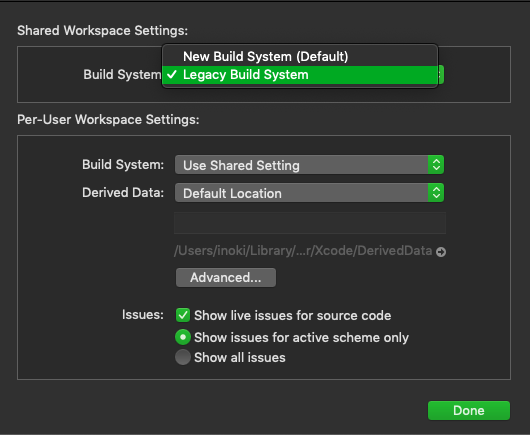 Shared Workspace Settings:
New Build System (Default)
Build System: ✓ Legacy Build System
Per-User Workspace Settings:
Build System: Use Shared Setting
Derived Data: Default Location
/Users/inoki/Library/...r/Xcode/DerivedData
Advanced...
Issues: Show live issues for source code
Show issues for active scheme only
Show all issues
Done